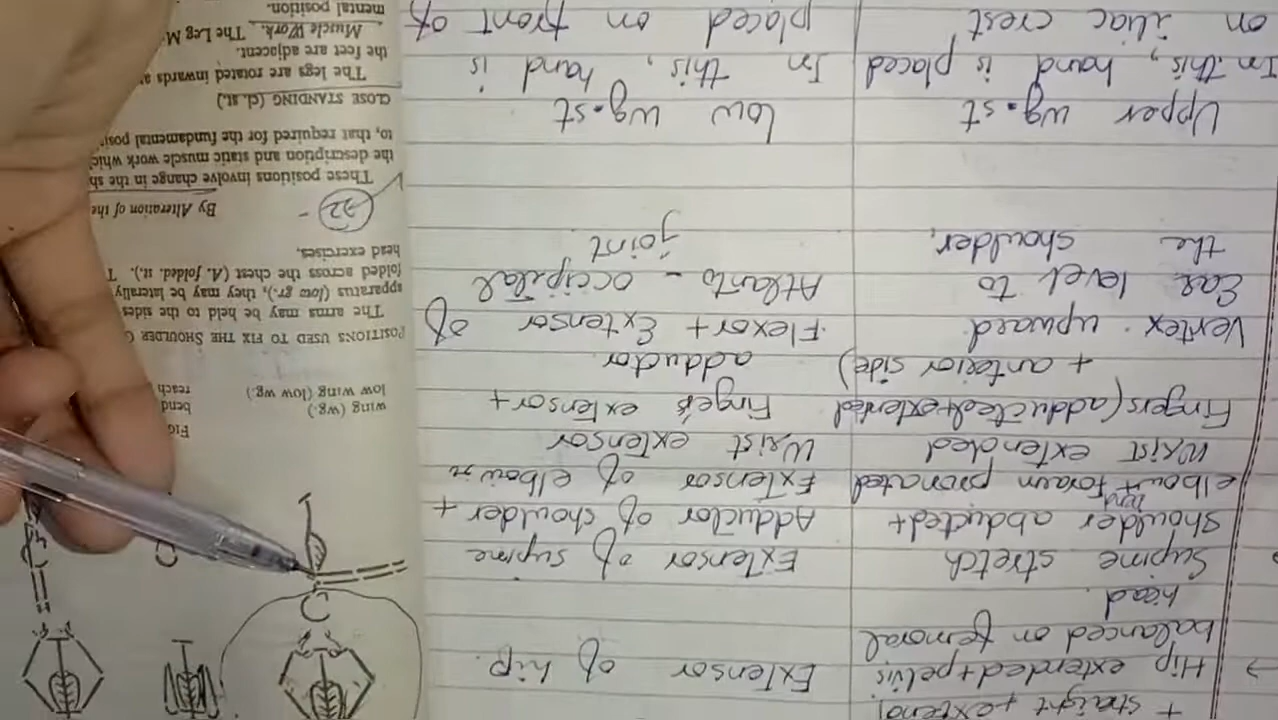 + straight + extend
→ Hip extended + pelvis
balanced on femoral
head.
Supine stretch
shoulder abducted +
elbow + forarm pronated
wrist extended
Fingers (adducted + extended
+ anterior side)
Vertex upward
Ear level to
the shoulder.
Upper wg. st
In this, hand is placed
on iliac crest
Extensor of hip.
Extensor of supine
Adductor of shoulder +
Extensor of elbow
wrist extensor
Fingers extensor +
adductor
Flexor + Extensor of
Atlanto - occipital
joint
low wg. st
In this, hand is
placed on front of
wing (wg.)
low wing (low wg.)
bend
reach
POSITIONS USED TO FIX THE SHOULDER G
The arms may be held to the sides
apparatus (low gr.), they may be laterally
folded across the chest (A. folded. st.). T
head exercises.
22 -
By Alteration of the
These positions involve change in the sh
the description and static muscle work whic
to, that required for the fundamental posi
CLOSE STANDING (cl. st.)
The legs are rotated inwards a
the feet are adjacent.
Muscle Work. The Leg M
mental position.